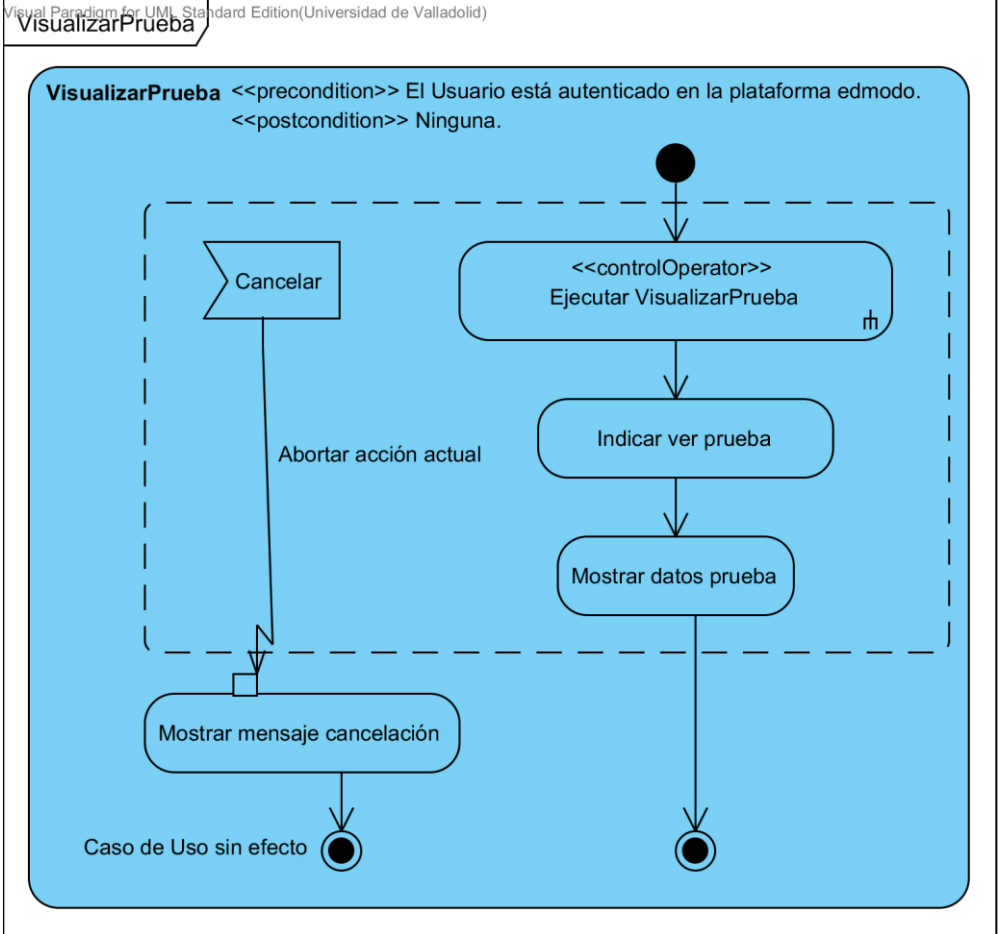 Visual Paradigm for UML Standard Edition(Universidad de Valladolid)
VisualizarPrueba
VisualizarPrueba <<precondition>> El Usuario está autenticado en la plataforma edmodo.
<<postcondition>> Ninguna.
Cancelar
<<controlOperator>>
Ejecutar VisualizarPrueba
Indicar ver prueba
Abortar acción actual
Mostrar datos prueba
Mostrar mensaje cancelación
Caso de Uso sin efecto